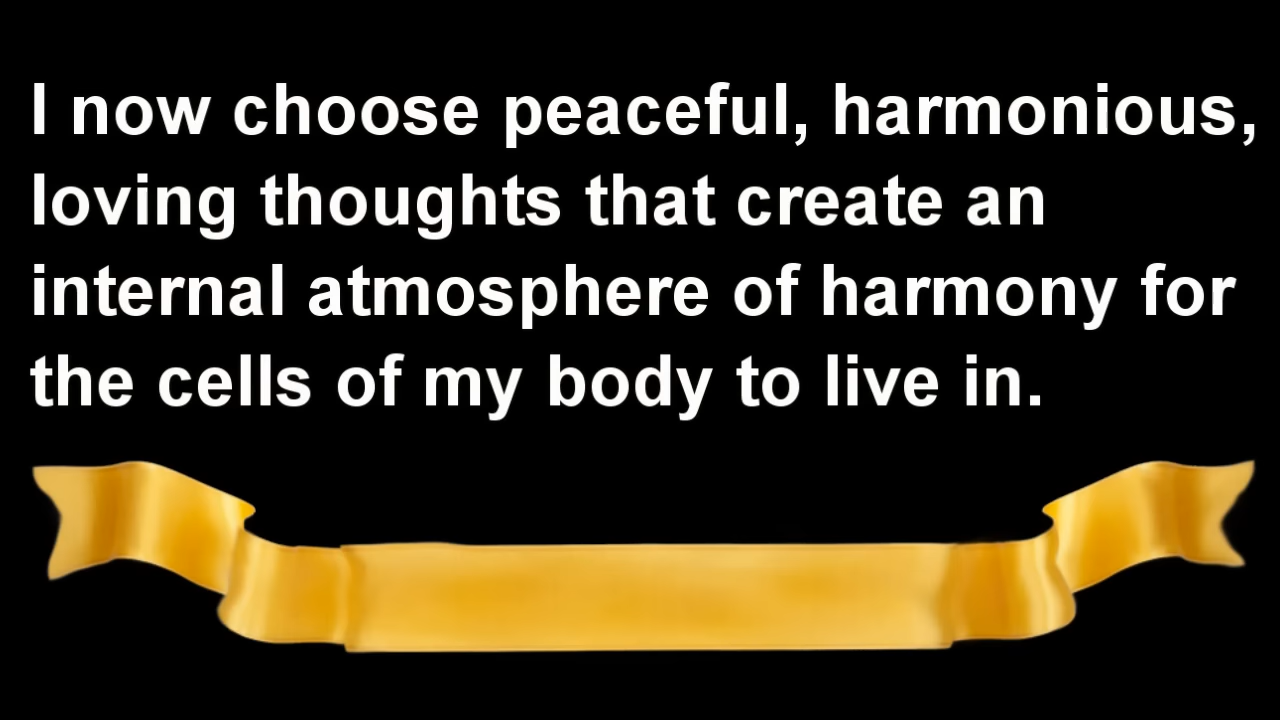 I now choose peaceful, harmonious,
loving thoughts that create an
internal atmosphere of harmony for
the cells of my body to live in.